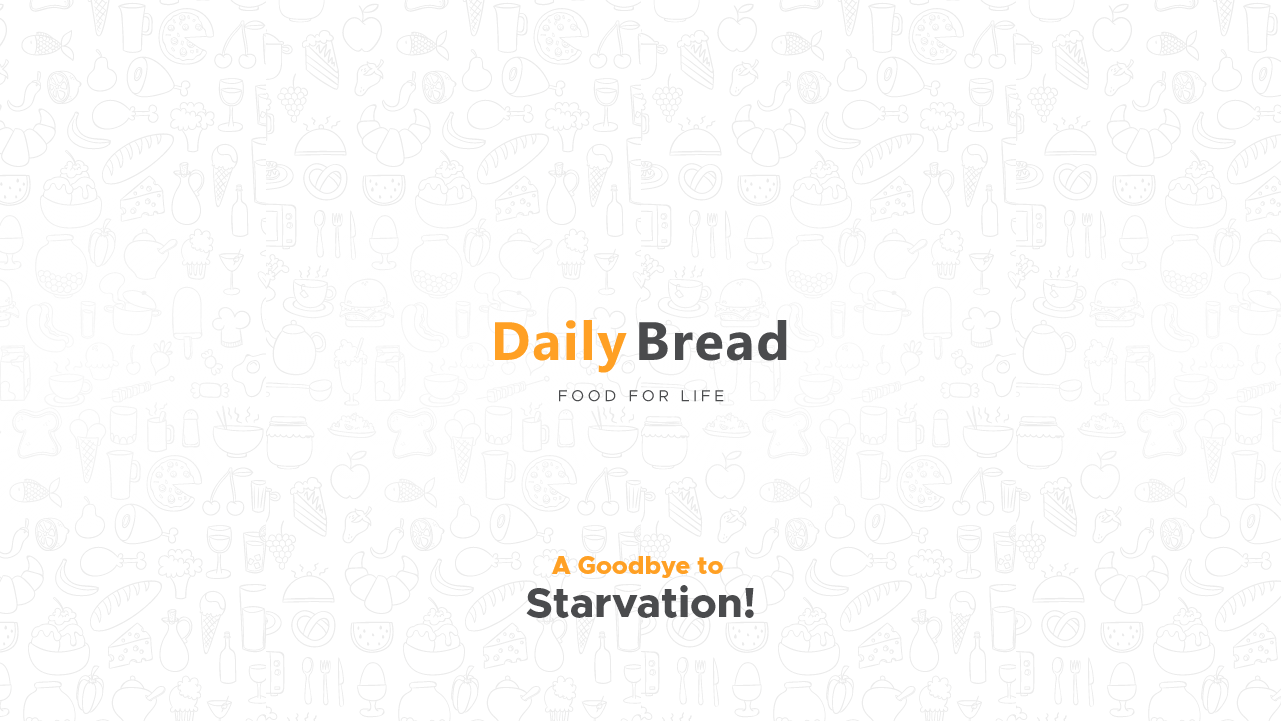 Daily Bread
FOOD FOR LIFE
A Goodbye to
Starvation!